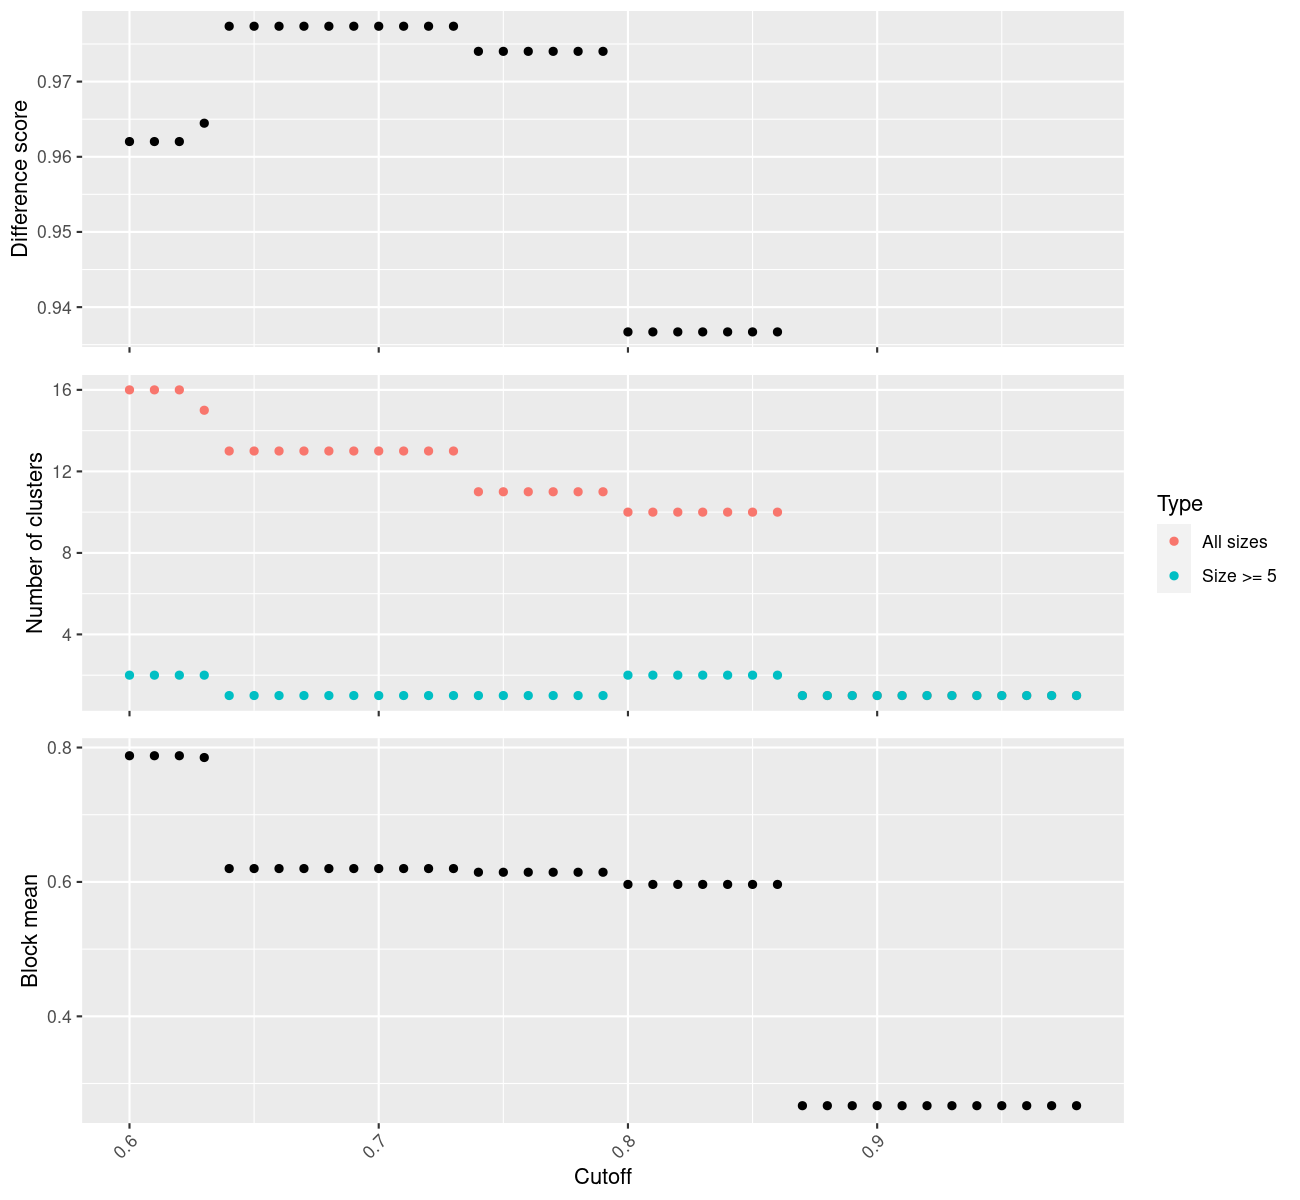 Difference score
0.97
0.96
0.95
0.94
Number of clusters
16
12
8
4
Type
All sizes
Size >= 5
Block mean
0.8
0.6
0.4
0.6
0.7
0.8
0.9
Cutoff